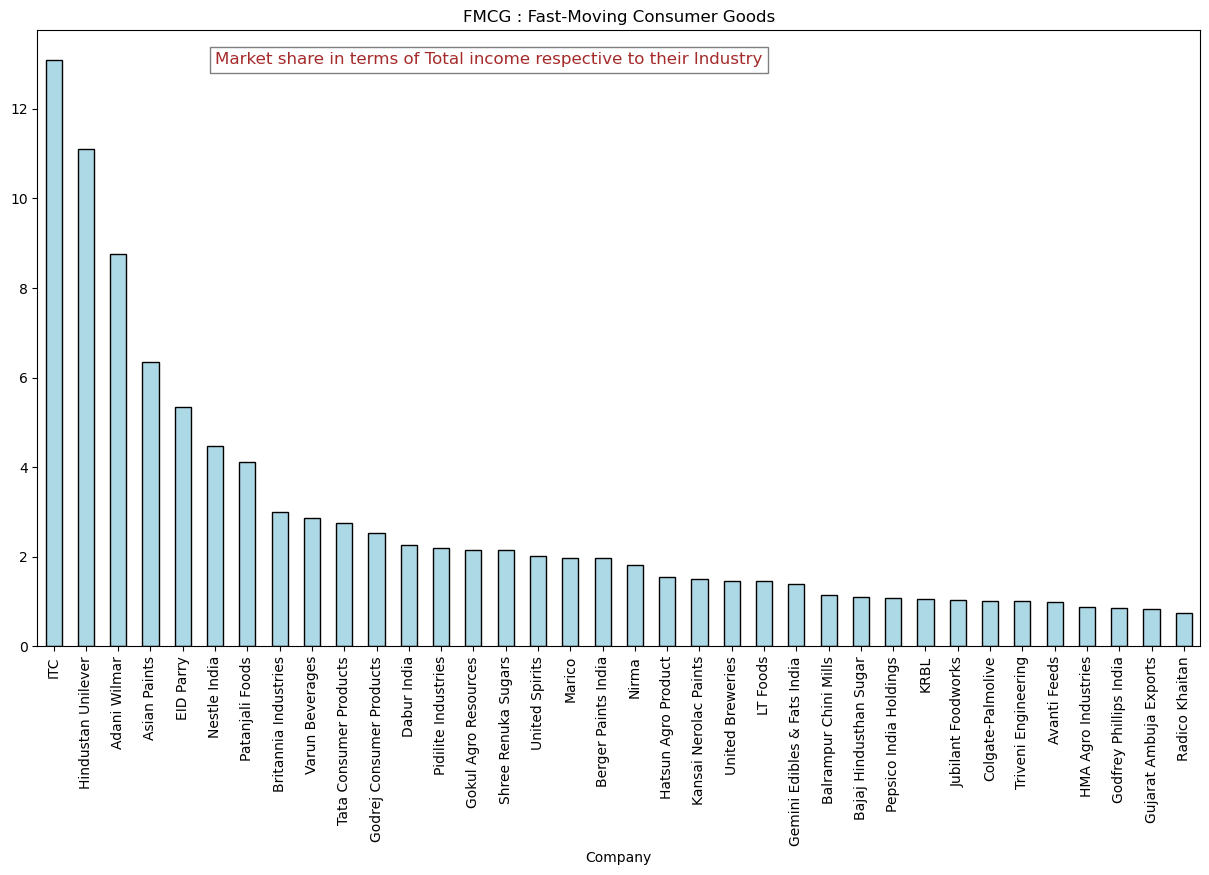 FMCG : Fast-Moving Consumer Goods
Market share in terms of Total income respective to their Industry
12
10
8
6
4
2
0
ITC
Hindustan Unilever
Adani Wilmar
Asian Paints
EID Parry
Nestle India
Patanjali Foods
Britannia Industries
Varun Beverages
Tata Consumer Products
Godrej Consumer Products
Dabur India
Pidilite Industries
Gokul Agro Resources
Shree Renuka Sugars
United Spirits
Marico
Berger Paints India
Nirma
Hatsun Agro Product
Kansai Nerolac Paints
United Breweries
LT Foods
Gemini Edibles & Fats India
Balrampur Chini Mills
Bajaj Hindusthan Sugar
Pepsico India Holdings
KRBL
Jubilant Foodworks
Colgate-Palmolive
Triveni Engineering
Avanti Feeds
HMA Agro Industries
Godfrey Phillips India
Gujarat Ambuja Exports
Radico Khaitan
Company